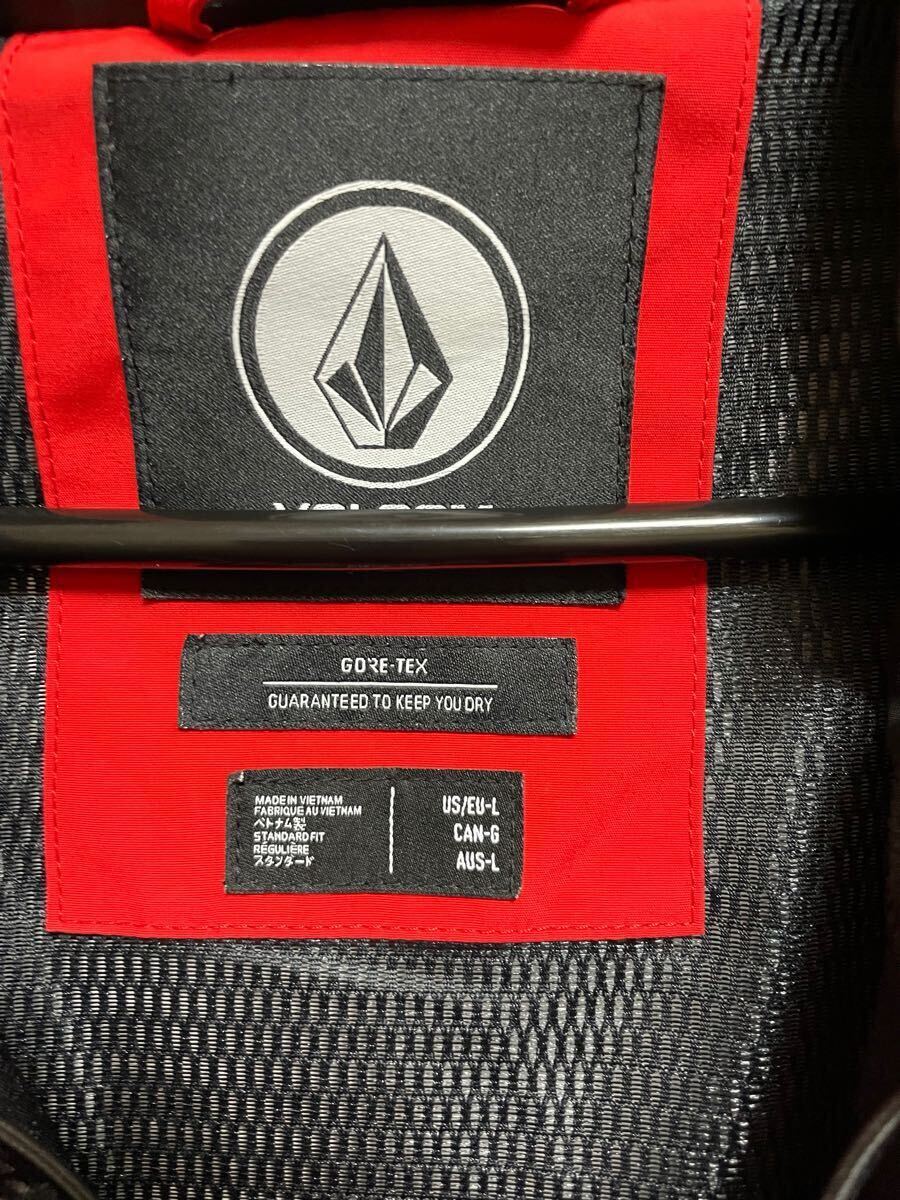 VOLCOM
GORE-TEX
GUARANTEED TO KEEP YOU DRY
MADE IN VIETNAM
FABRIQUE AU VIETNAM
ベトナム製
STANDARD FIT
RÉGULIÈRE
スタンダード
US/EU-L
CAN-G
AUS-L